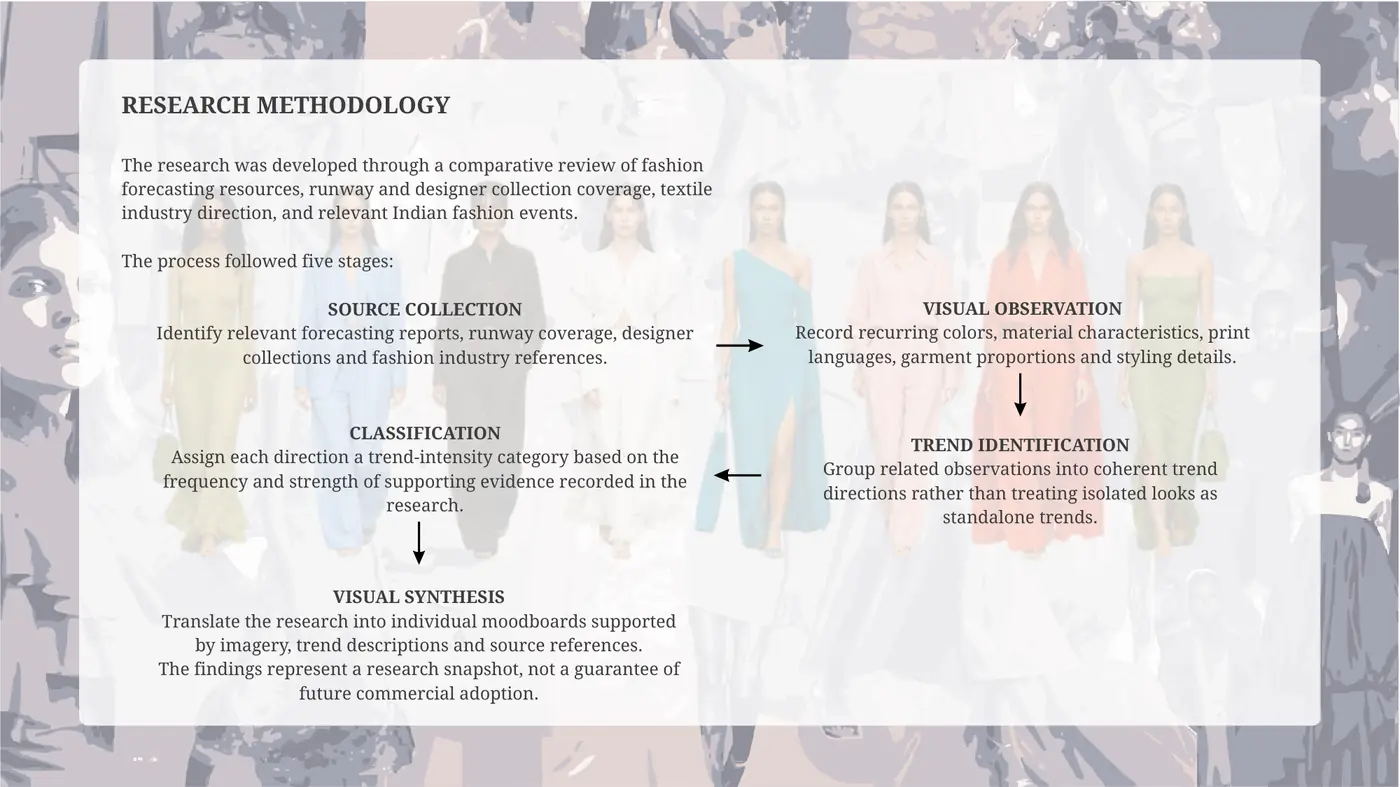 RESEARCH METHODOLOGY
The research was developed through a comparative review of fashion
forecasting resources, runway and designer collection coverage, textile
industry direction, and relevant Indian fashion events.
The process followed five stages:
SOURCE COLLECTION
Identify relevant forecasting reports, runway coverage, designer
collections and fashion industry references.
VISUAL OBSERVATION
Record recurring colors, material characteristics, print
languages, garment proportions and styling details.
TREND IDENTIFICATION
Group related observations into coherent trend
directions rather than treating isolated looks as
standalone trends.
CLASSIFICATION
Assign each direction a trend-intensity category based on the
frequency and strength of supporting evidence recorded in the
research.
VISUAL SYNTHESIS
Translate the research into individual moodboards supported
by imagery, trend descriptions and source references.
The findings represent a research snapshot, not a guarantee of
future commercial adoption.